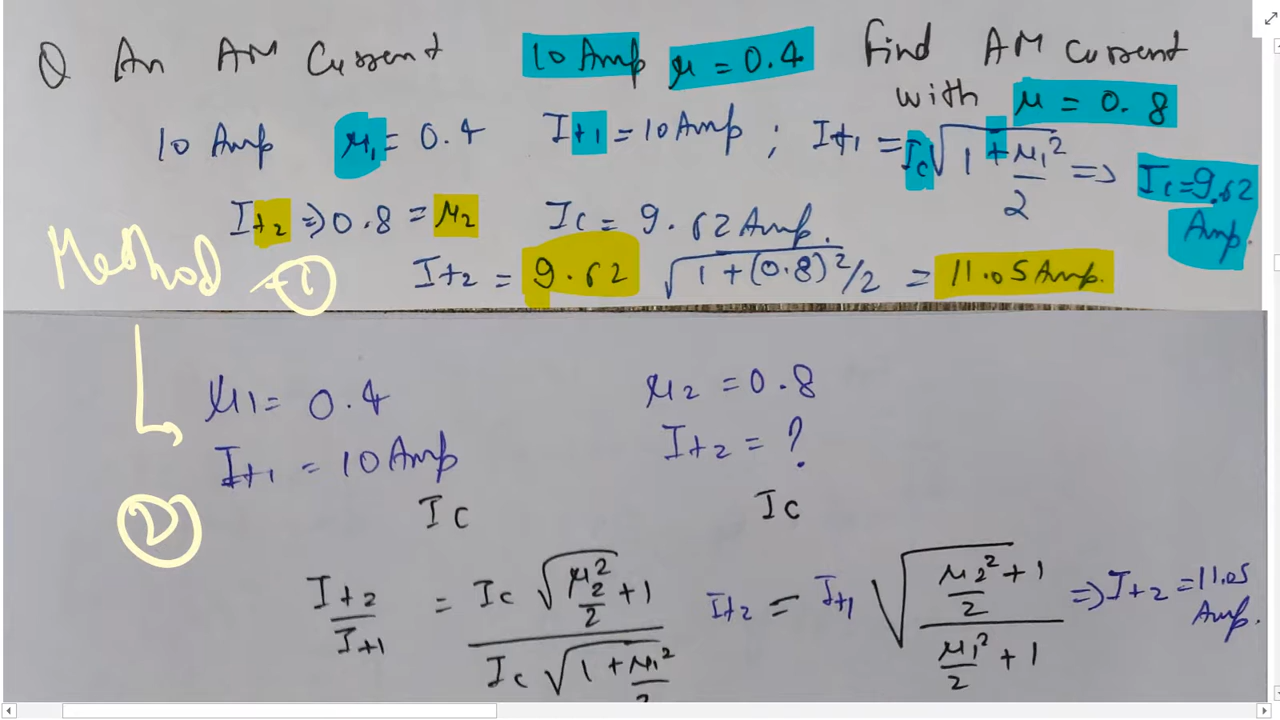 Q An AM Current 10 Amp μ = 0.4 Find AM Current
with μ = 0.8
10 Amp μ1 = 0.4 It1 = 10 Amp ; It1 = Ic √1 + μ1²/2 => Ic = 9.62 Amp.
It2 => 0.8 = μ2 Ic = 9.62 Amp.
Method - 1
It2 = 9.62 √1 + (0.8)²/2 = 11.05 Amp.
μ1 = 0.4 μ2 = 0.8
It1 = 10 Amp It2 = ?
2
Ic Ic
It2/It1 = Ic √μ2²/2 + 1 / Ic √1 + μ1²/2 It2 = It1 √(μ2²/2 + 1)/(μ1²/2 + 1) => It2 = 11.05 Amp.